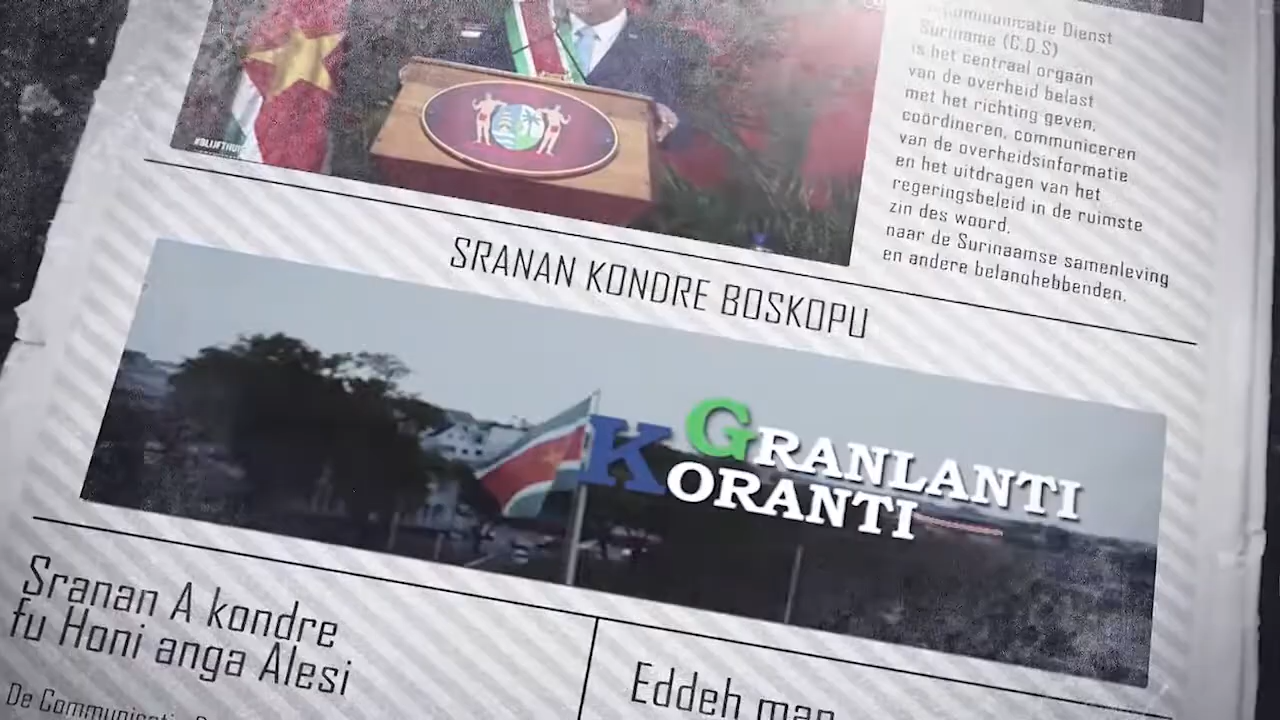 Communicatie Dienst
Suriname (C.D.S)
is het centraal orgaan
van de overheid belast
met het richting geven,
coördineren, communiceren
van de overheidsinformatie
en het uitdragen van het
regeringsbeleid in de ruimste
zin des woord.
naar de Surinaamse samenleving
en andere belanghebbenden.
SRANAN KONDRE BOSKOPU
GRANLANTI
KORANTI
Sranan A kondre
fu Honi anga Alesi
Eddeh man
De